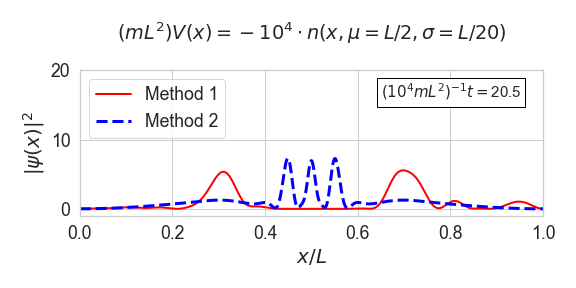 (mL²)V(x) = −10⁴ · n(x, μ = L/2, σ = L/20)
20
10
0
|ψ(x)|²
Method 1
Method 2
(10⁴mL²)⁻¹t = 20.5
0.0 0.2 0.4 0.6 0.8 1.0
x/L